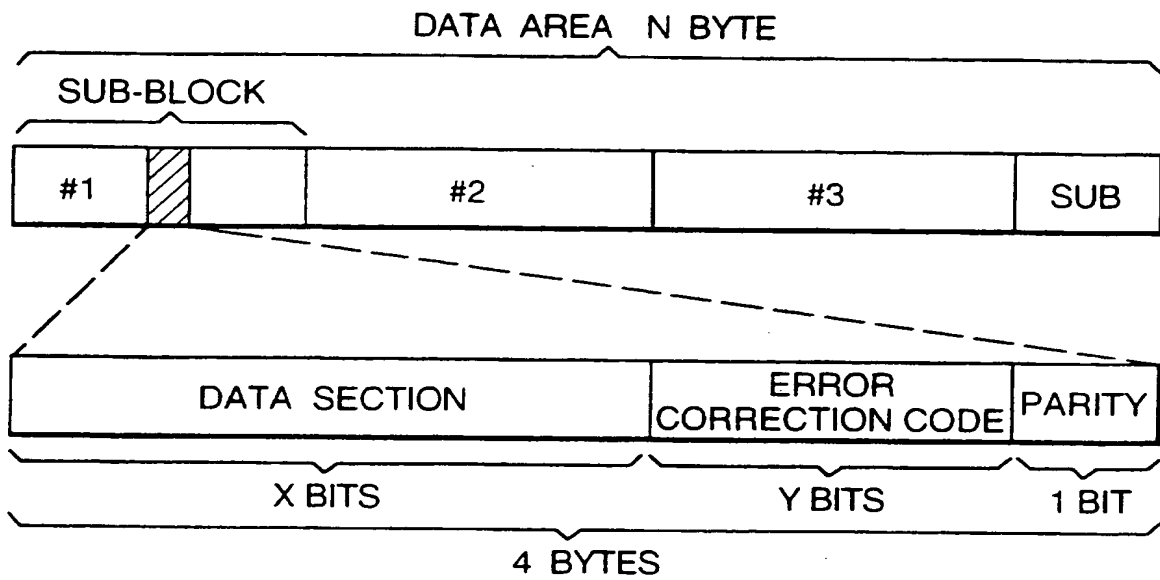 DATA AREA N BYTE
SUB-BLOCK
#1 #2 #3 SUB
DATA SECTION
ERROR
CORRECTION CODE
PARITY
X BITS Y BITS 1 BIT
4 BYTES